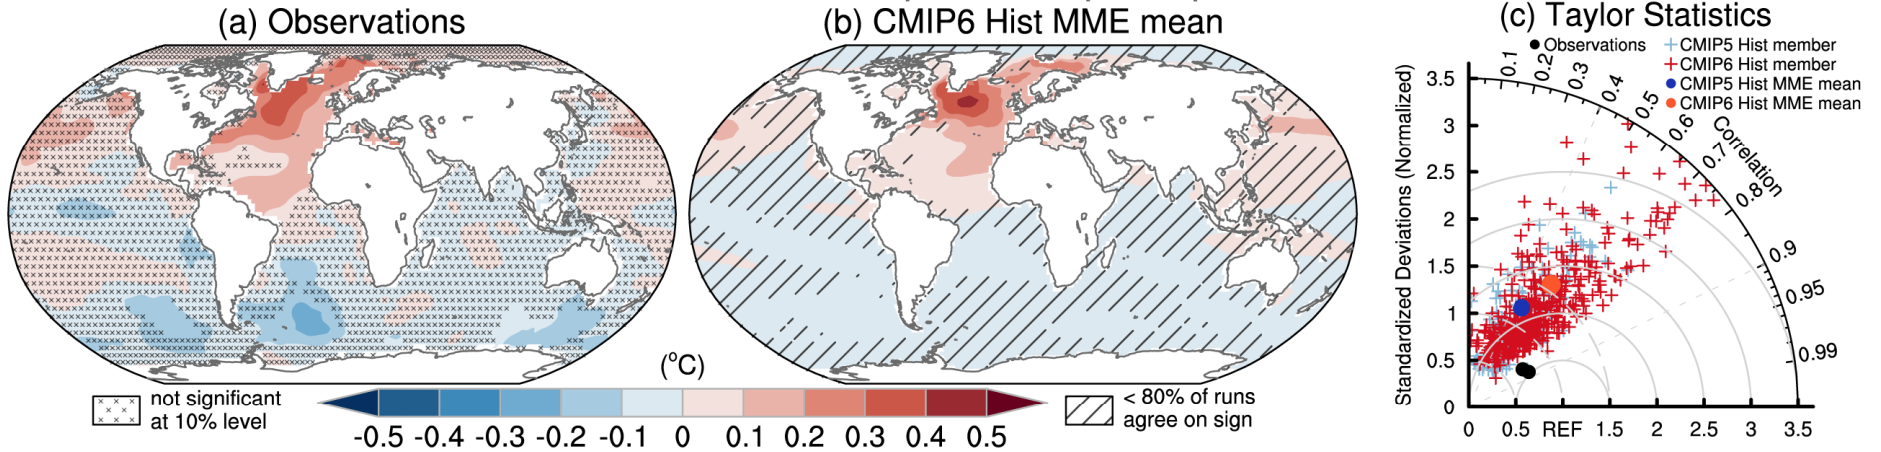 (a) Observations
(b) CMIP6 Hist MME mean
(c) Taylor Statistics
Observations
CMIP5 Hist member
CMIP6 Hist member
CMIP5 Hist MME mean
CMIP6 Hist MME mean
Standardized Deviations (Normalized)
3.5
3
2.5
2
1.5
1
0.5
0
0 0.5 REF 1.5 2 2.5 3 3.5
0.1 0.2 0.3 0.4 0.5 0.6 0.7 0.8 0.9 0.95 0.99
Correlation
(°C)
not significant
at 10% level
-0.5 -0.4 -0.3 -0.2 -0.1 0 0.1 0.2 0.3 0.4 0.5
< 80% of runs
agree on sign